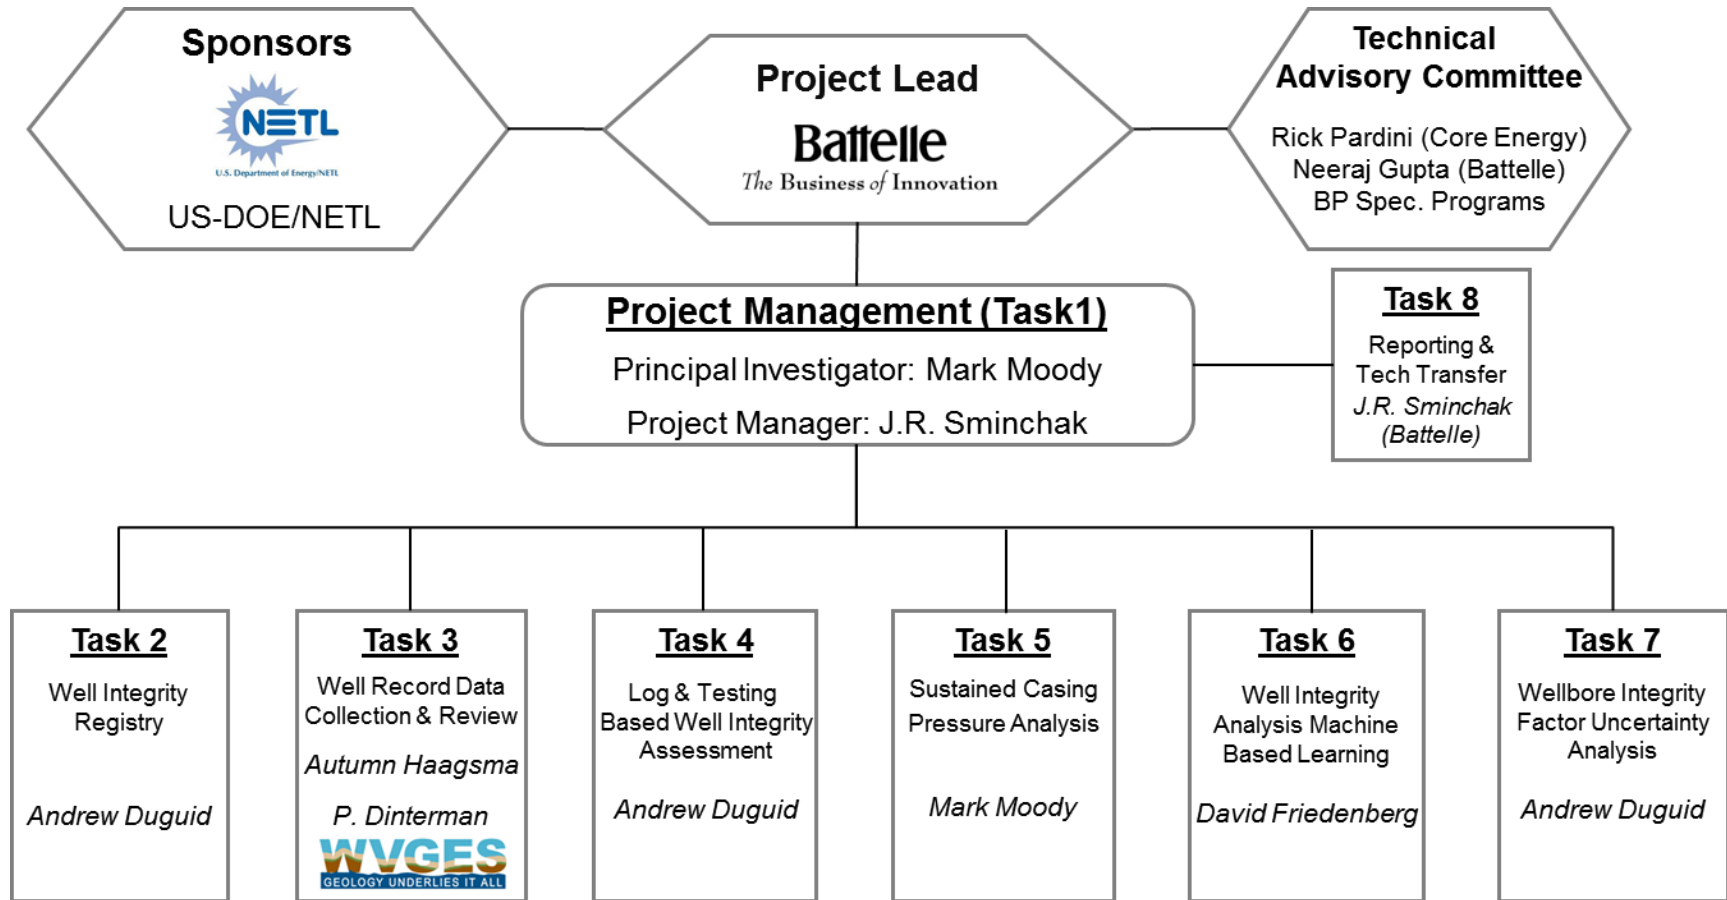 Sponsors
NETL
U.S. Department of Energy/NETL
US-DOE/NETL
Project Lead
Battelle
The Business of Innovation
Technical
Advisory Committee
Rick Pardini (Core Energy)
Neeraj Gupta (Battelle)
BP Spec. Programs
Project Management (Task1)
Principal Investigator: Mark Moody
Project Manager: J.R. Sminchak
Task 8
Reporting &
Tech Transfer
J.R. Sminchak
(Battelle)
Task 2
Well Integrity
Registry
Andrew Duguid
Task 3
Well Record Data
Collection & Review
Autumn Haagsma
P. Dinterman
WVGES
GEOLOGY UNDERLIES IT ALL
Task 4
Log & Testing
Based Well Integrity
Assessment
Andrew Duguid
Task 5
Sustained Casing
Pressure Analysis
Mark Moody
Task 6
Well Integrity
Analysis Machine
Based Learning
David Friedenberg
Task 7
Wellbore Integrity
Factor Uncertainty
Analysis
Andrew Duguid